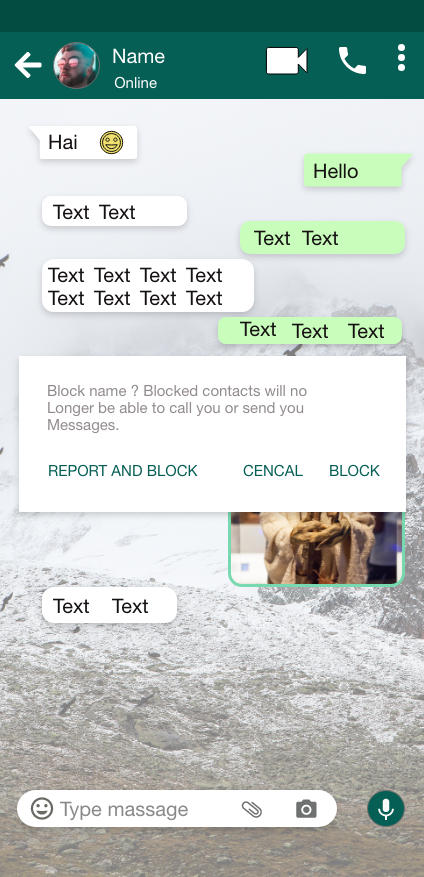 Name
Online
Hai
Hello
Text Text
Text Text
Text Text Text Text
Text Text Text Text
Text Text Text
Block name ? Blocked contacts will no
Longer be able to call you or send you
Messages.
REPORT AND BLOCK CENCAL BLOCK
Text Text
Type massage